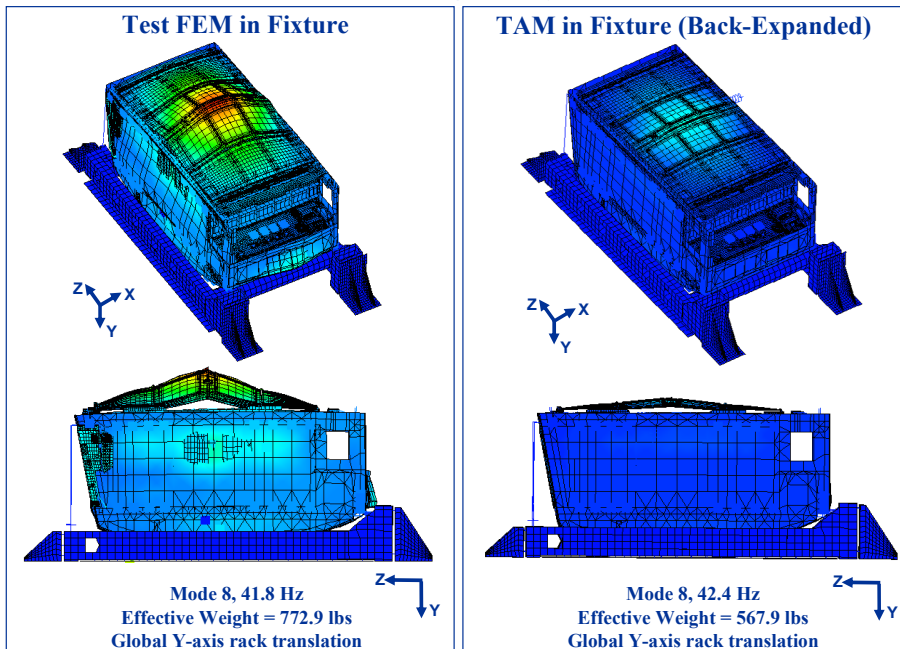 Test FEM in Fixture
Z
X
Y
Z
Y
Mode 8, 41.8 Hz
Effective Weight = 772.9 lbs
Global Y-axis rack translation
TAM in Fixture (Back-Expanded)
Z
X
Y
Z
Y
Mode 8, 42.4 Hz
Effective Weight = 567.9 lbs
Global Y-axis rack translation